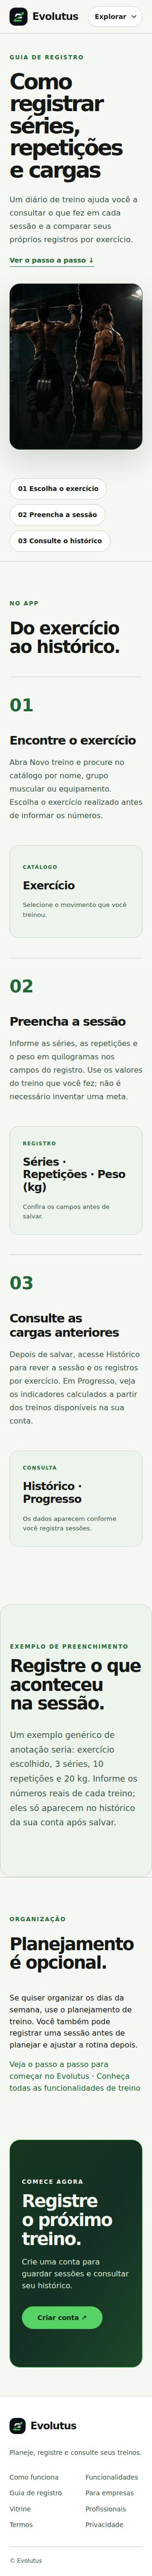 Evolutus
Explorar
GUIA DE REGISTRO
Como
registrar
séries,
repetições
e cargas
Um diário de treino ajuda você a
consultar o que fez em cada
sessão e a comparar seus
próprios registros por exercício.
Ver o passo a passo ↓
01 Escolha o exercício
02 Preencha a sessão
03 Consulte o histórico
NO APP
Do exercício
ao histórico.
01
Encontre o exercício
Abra Novo treino e procure no
catálogo por nome, grupo
muscular ou equipamento.
Escolha o exercício realizado antes
de informar os números.
CATÁLOGO
Exercício
Selecione o movimento que você
treinou.
02
Preencha a sessão
Informe as séries, as repetições e
o peso em quilogramas nos
campos do registro. Use os valores
do treino que você fez; não é
necessário inventar uma meta.
REGISTRO
Séries ·
Repetições · Peso
(kg)
Confira os campos antes de
salvar.
03
Consulte as
cargas anteriores
Depois de salvar, acesse Histórico
para rever a sessão e os registros
por exercício. Em Progresso, veja
os indicadores calculados a partir
dos treinos disponíveis na sua
conta.
CONSULTA
Histórico ·
Progresso
Os dados aparecem conforme
você registra sessões.
EXEMPLO DE PREENCHIMENTO
Registre o que
aconteceu
na sessão.
Um exemplo genérico de
anotação seria: exercício
escolhido, 3 séries, 10
repetições e 20 kg. Informe os
números reais de cada treino;
eles só aparecem no histórico
da sua conta após salvar.
ORGANIZAÇÃO
Planejamento
é opcional.
Se quiser organizar os dias da
semana, use o planejamento de
treino. Você também pode
registrar uma sessão antes de
planejar e ajustar a rotina depois.
Veja o passo a passo para
começar no Evolutus · Conheça
todas as funcionalidades de treino
COMECE AGORA
Registre
o próximo
treino.
Crie uma conta para
guardar sessões e consultar
seu histórico.
Criar conta ↗
Evolutus
Planeje, registre e consulte seus treinos.
Como funciona
Funcionalidades
Guia de registro
Para empresas
Vitrine
Profissionais
Termos
Privacidade
© Evolutus